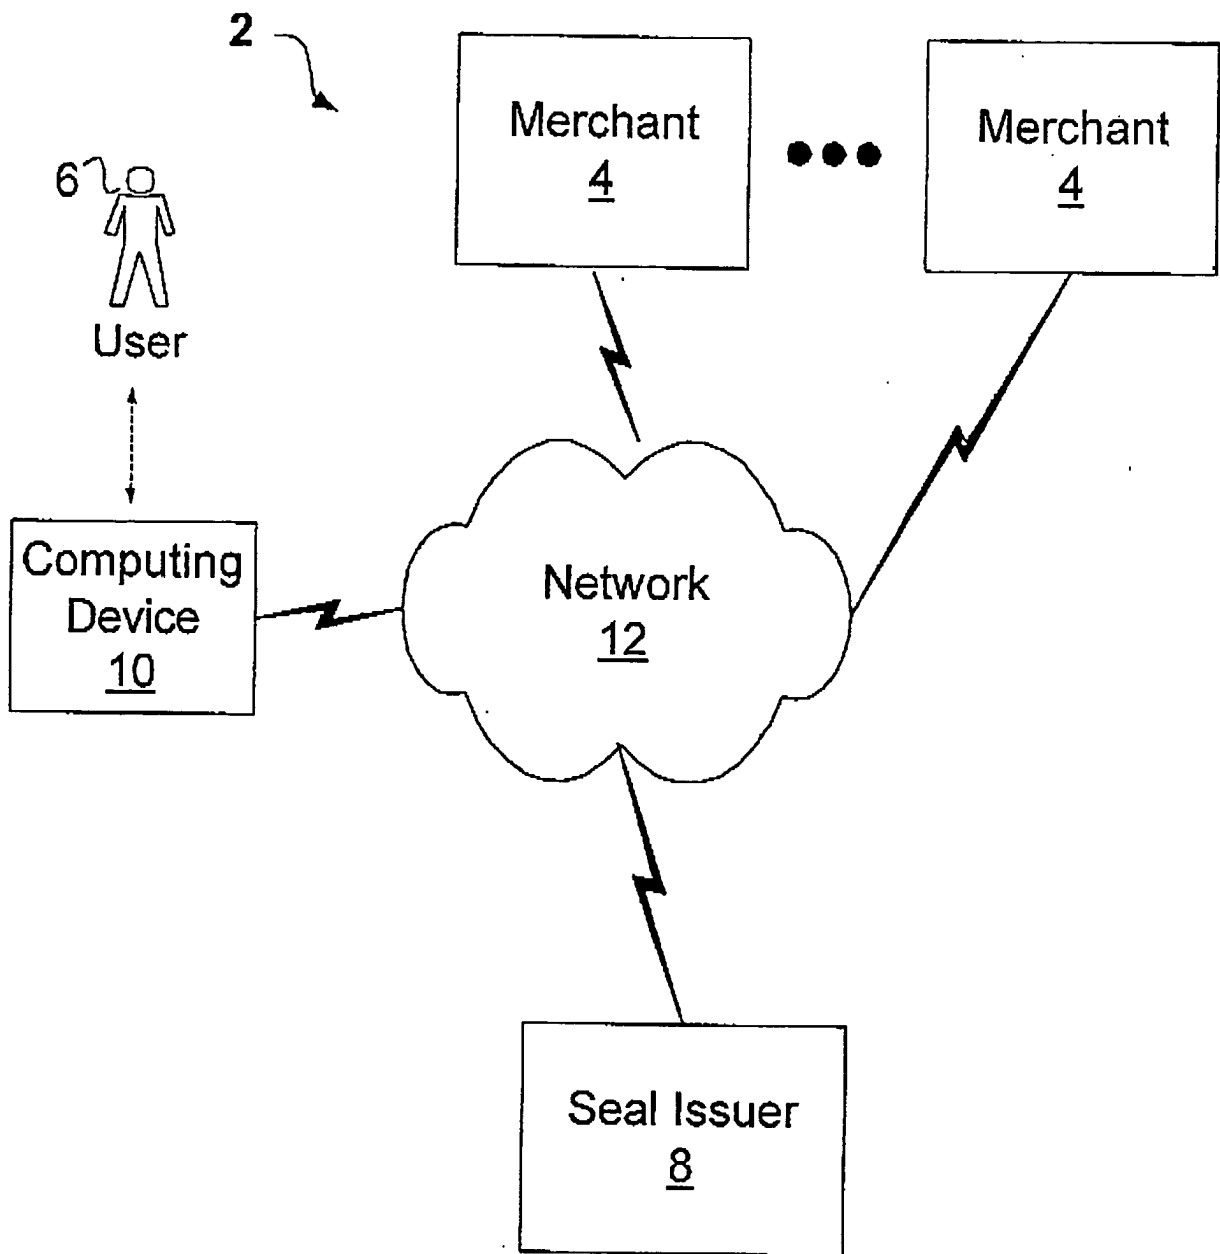 2
Merchant
4
Merchant
4
6
User
Computing
Device
10
Network
12
Seal Issuer
8